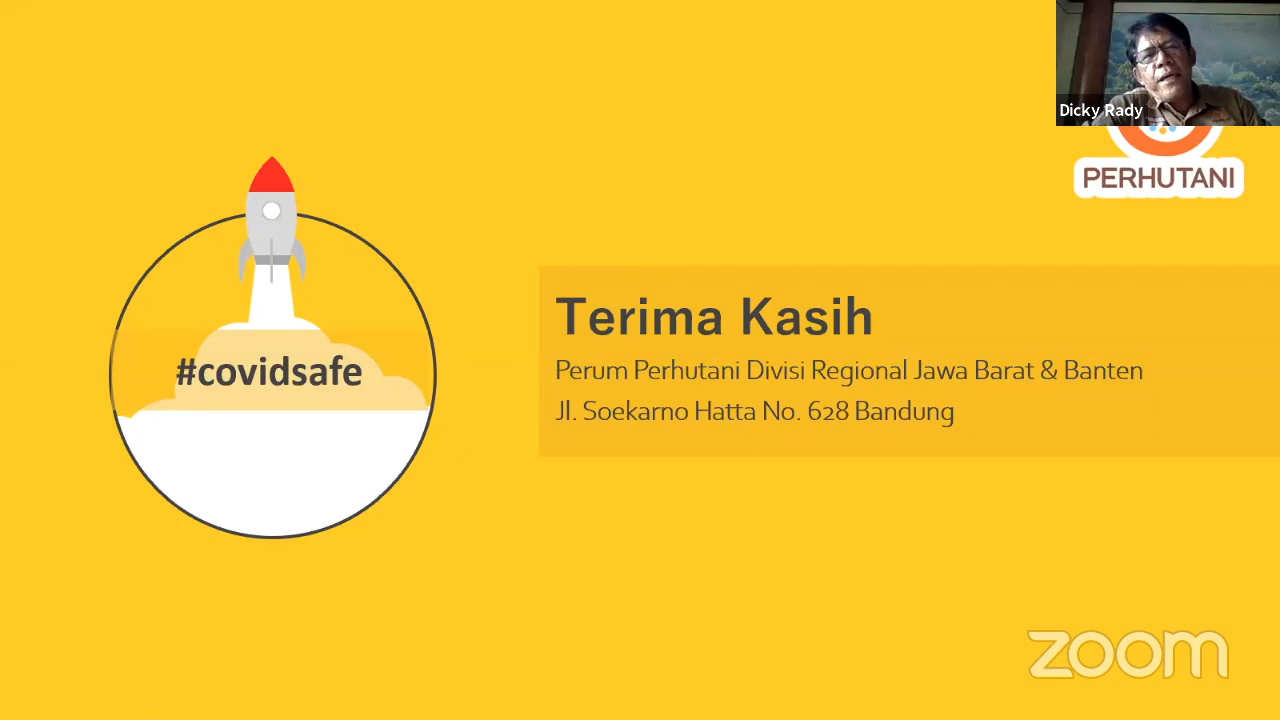 Dicky Rady
PERHUTANI
#covidsafe
Terima Kasih
Perum Perhutani Divisi Regional Jawa Barat & Banten
Jl. Soekarno Hatta No. 628 Bandung
zoom